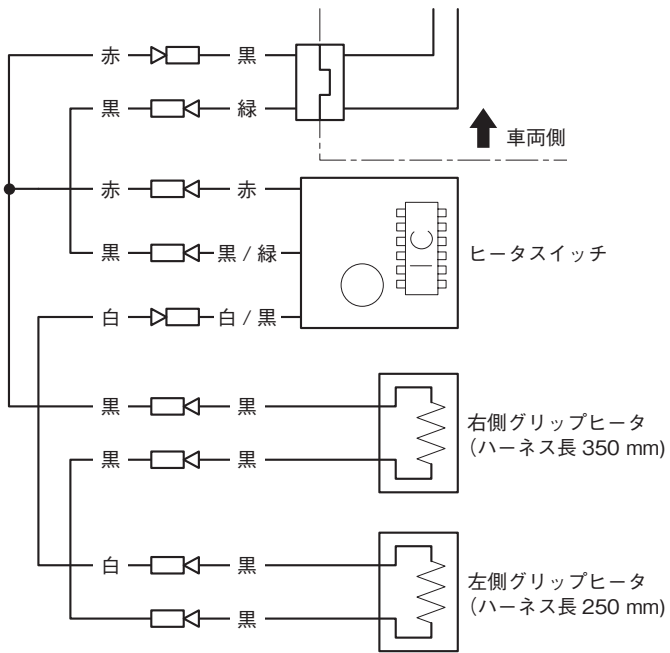 赤 黒
黒 緑
車両側
赤 赤
黒 黒 / 緑
ヒータスイッチ
白 白 / 黒
黒 黒
右側グリップヒータ
(ハーネス長 350 mm)
黒 黒
白 黒
左側グリップヒータ
(ハーネス長 250 mm)
黒